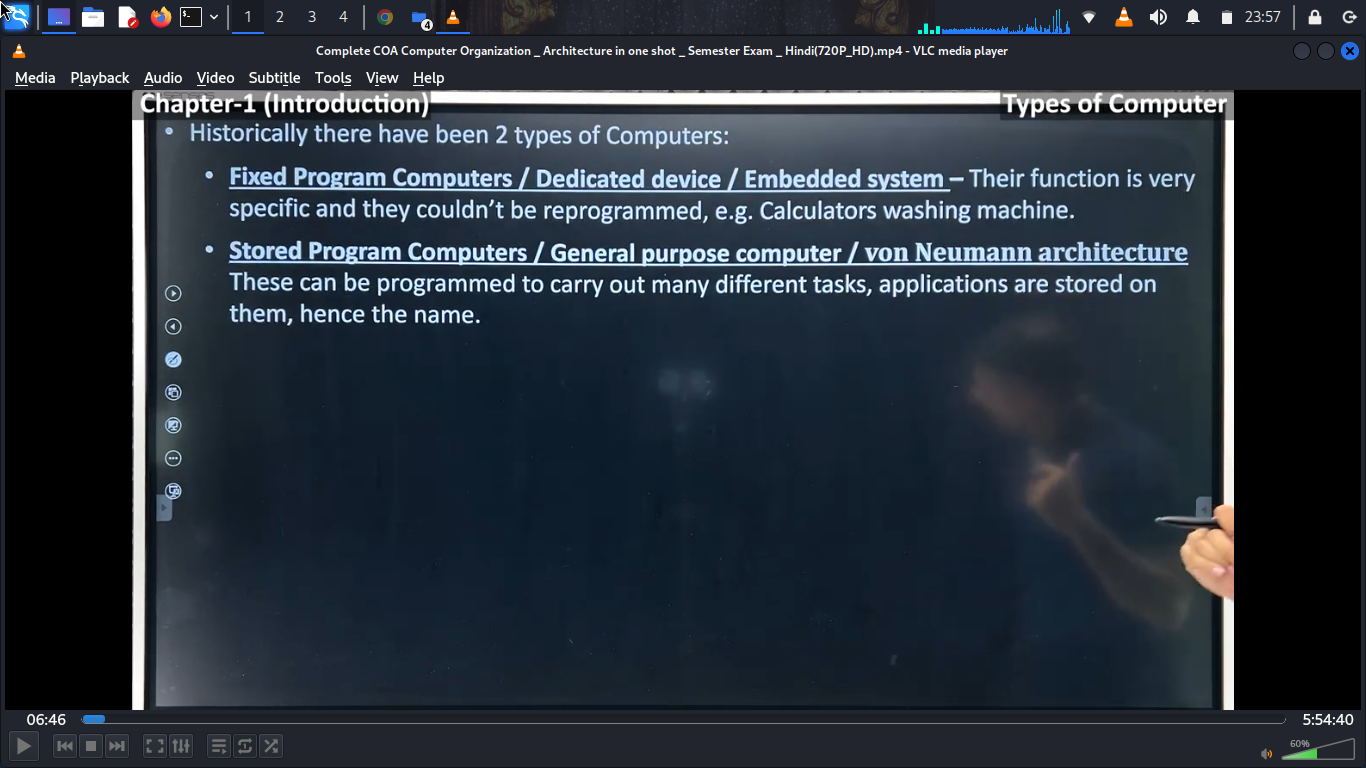 1 2 3 4
4
23:57
Complete COA Computer Organization _ Architecture in one shot _ Semester Exam _ Hindi(720P_HD).mp4 - VLC media player
Media Playback Audio Video Subtitle Tools View Help
Chapter-1 (Introduction) Types of Computer
• Historically there have been 2 types of Computers:
• Fixed Program Computers / Dedicated device / Embedded system – Their function is very
specific and they couldn’t be reprogrammed, e.g. Calculators washing machine.
• Stored Program Computers / General purpose computer / von Neumann architecture
These can be programmed to carry out many different tasks, applications are stored on
them, hence the name.
06:46 5:54:40
60%